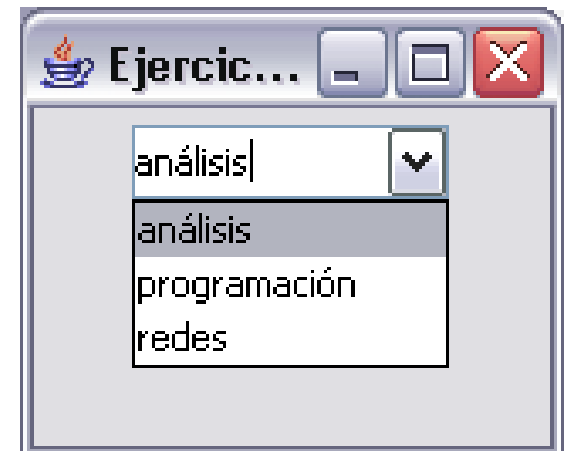 Ejercic...
análisis
análisis
programación
redes